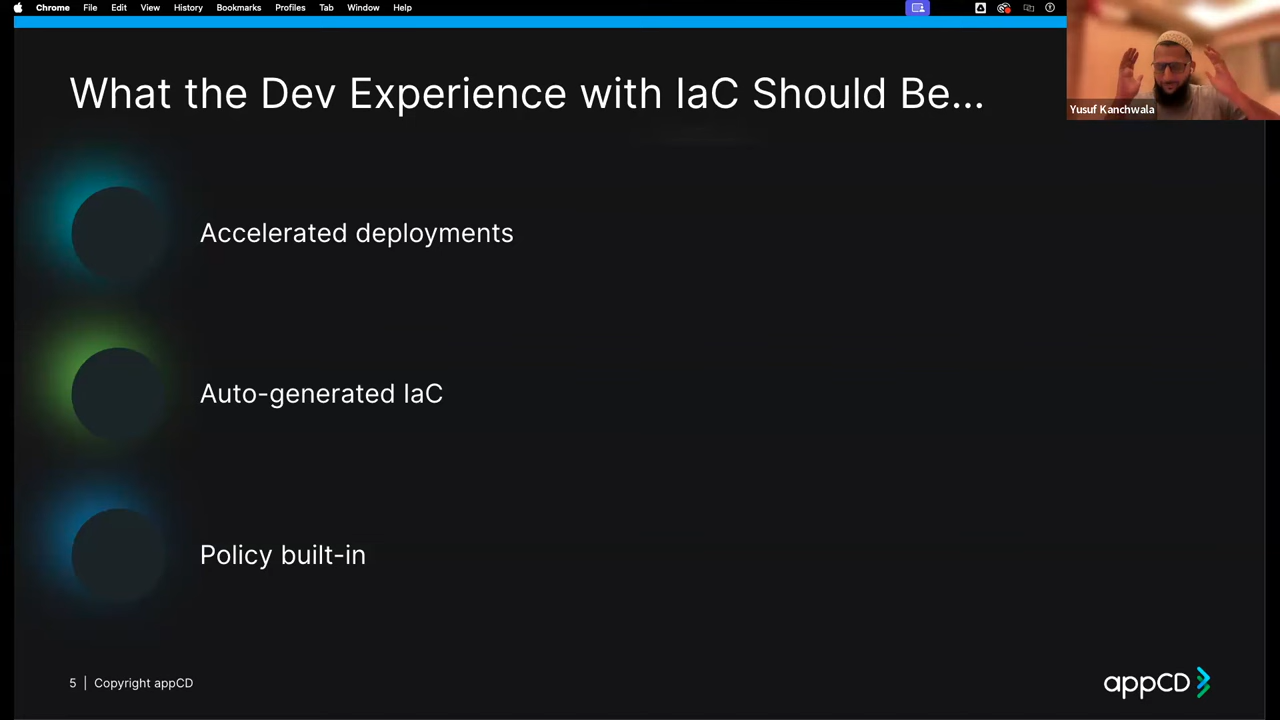 Chrome File Edit View History Bookmarks Profiles Tab Window Help
What the Dev Experience with IaC Should Be...
Yusuf Kanchwala
Accelerated deployments
Auto-generated IaC
Policy built-in
5 | Copyright appCD
appCD